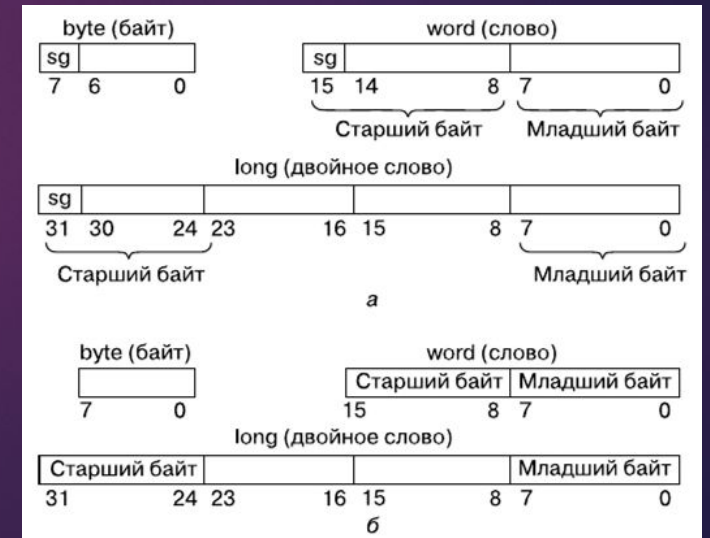 byte (байт) word (слово)
sg sg
7 6 0 15 14 8 7 0
Старший байт Младший байт
long (двойное слово)
sg
31 30 24 23 16 15 8 7 0
Старший байт Младший байт
а
byte (байт) word (слово)
Старший байт Младший байт
7 0 15 8 7 0
long (двойное слово)
Старший байт Младший байт
31 24 23 16 15 8 7 0
б